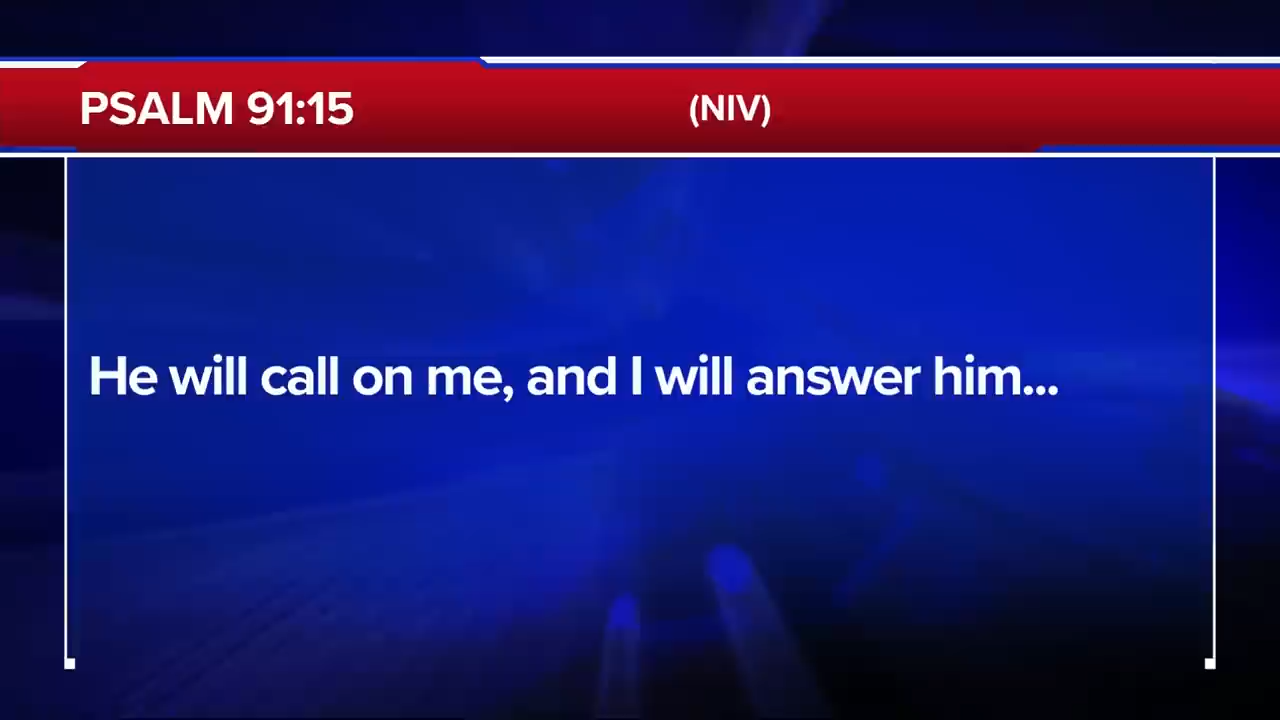 PSALM 91:15 (NIV)
He will call on me, and I will answer him...